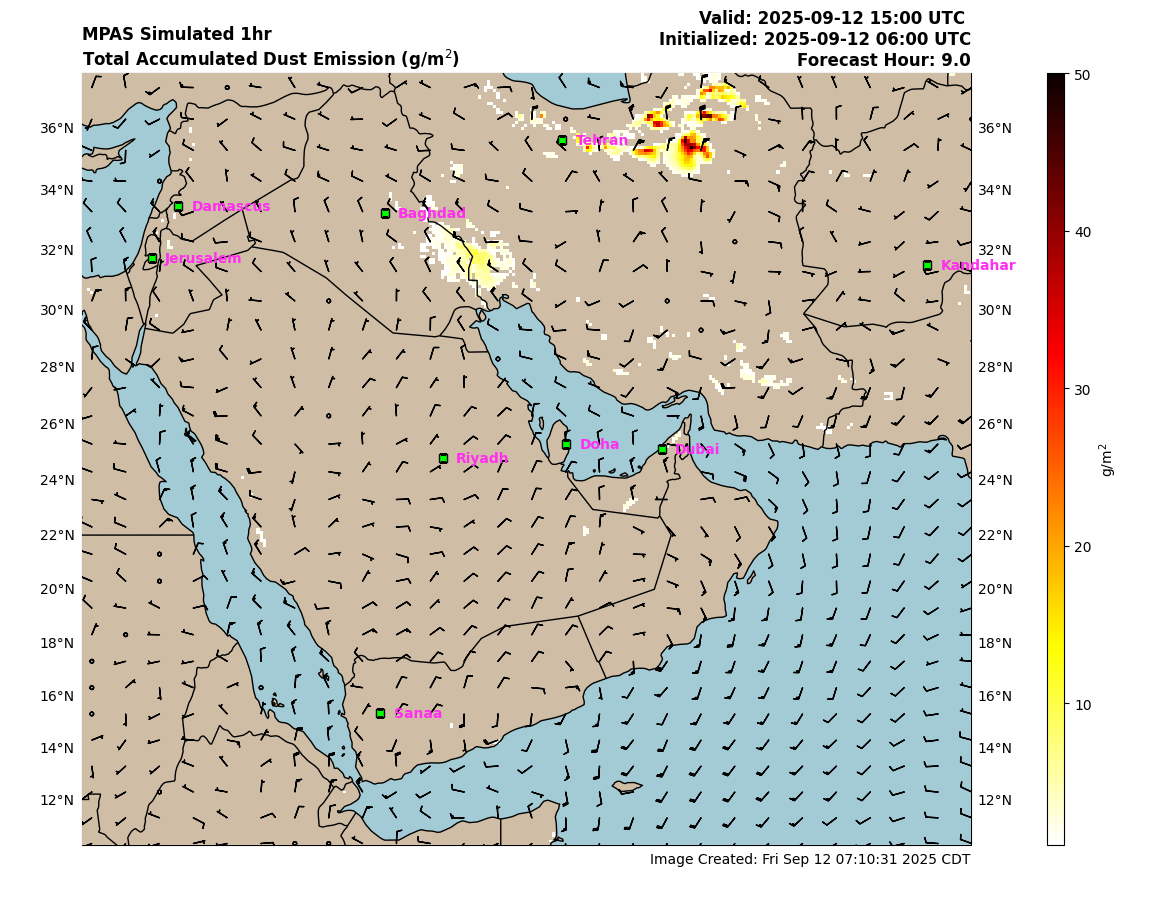 MPAS Simulated 1hr
Total Accumulated Dust Emission (g/m²)
Valid: 2025-09-12 15:00 UTC
Initialized: 2025-09-12 06:00 UTC
Forecast Hour: 9.0
36°N
34°N
32°N
30°N
28°N
26°N
24°N
22°N
20°N
18°N
16°N
14°N
12°N
Tehran
Damascus
Baghdad
Jerusalem
Kandahar
Doha
Dubai
Riyadh
Sanaa
36°N
34°N
32°N
30°N
28°N
26°N
24°N
22°N
20°N
18°N
16°N
14°N
12°N
50
40
30
20
10
g/m²
Image Created: Fri Sep 12 07:10:31 2025 CDT